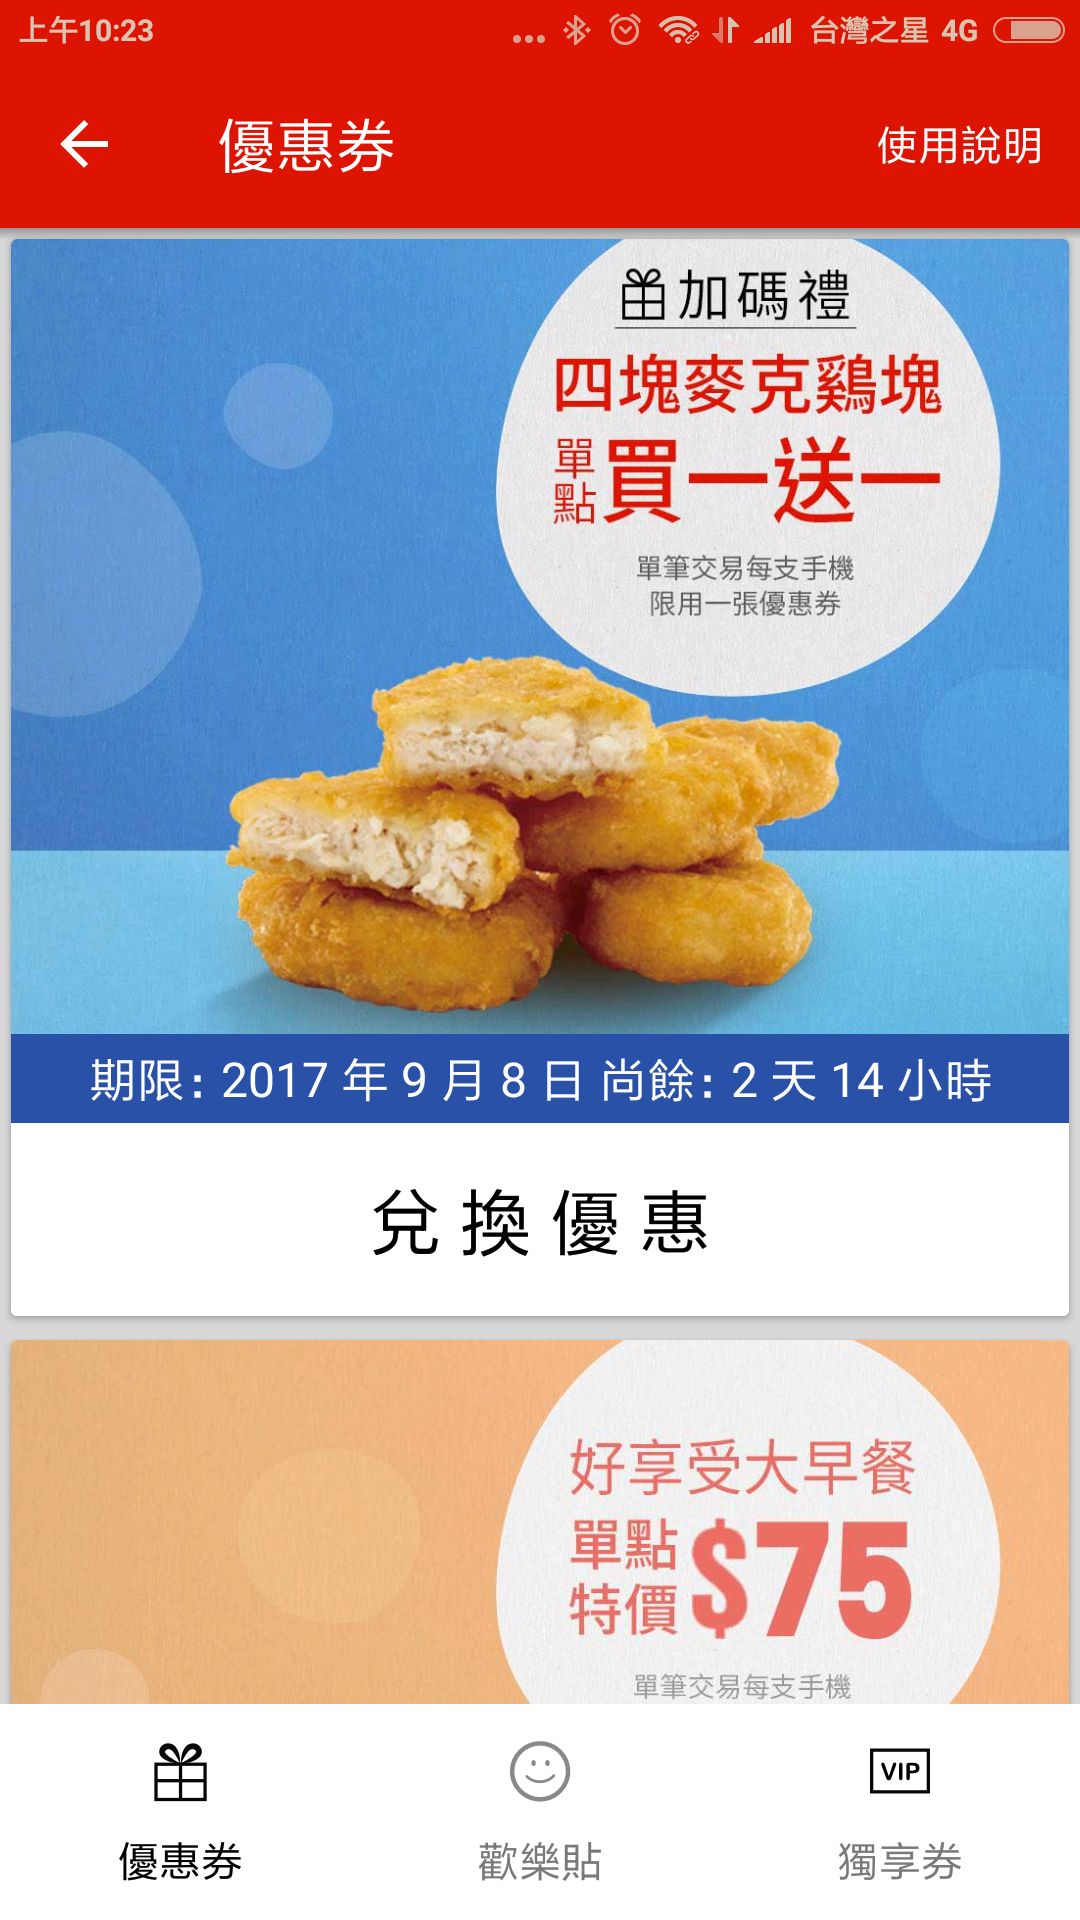 上午10:23
台灣之星 4G
優惠券
使用說明
加碼禮
四塊麥克鷄塊
單點 買一送一
單筆交易每支手機
限用一張優惠券
期限: 2017 年 9 月 8 日 尚餘: 2 天 14 小時
兌換優惠
好享受大早餐
單點
特價 $75
單筆交易每支手機
VIP
優惠券
歡樂貼
獨享券